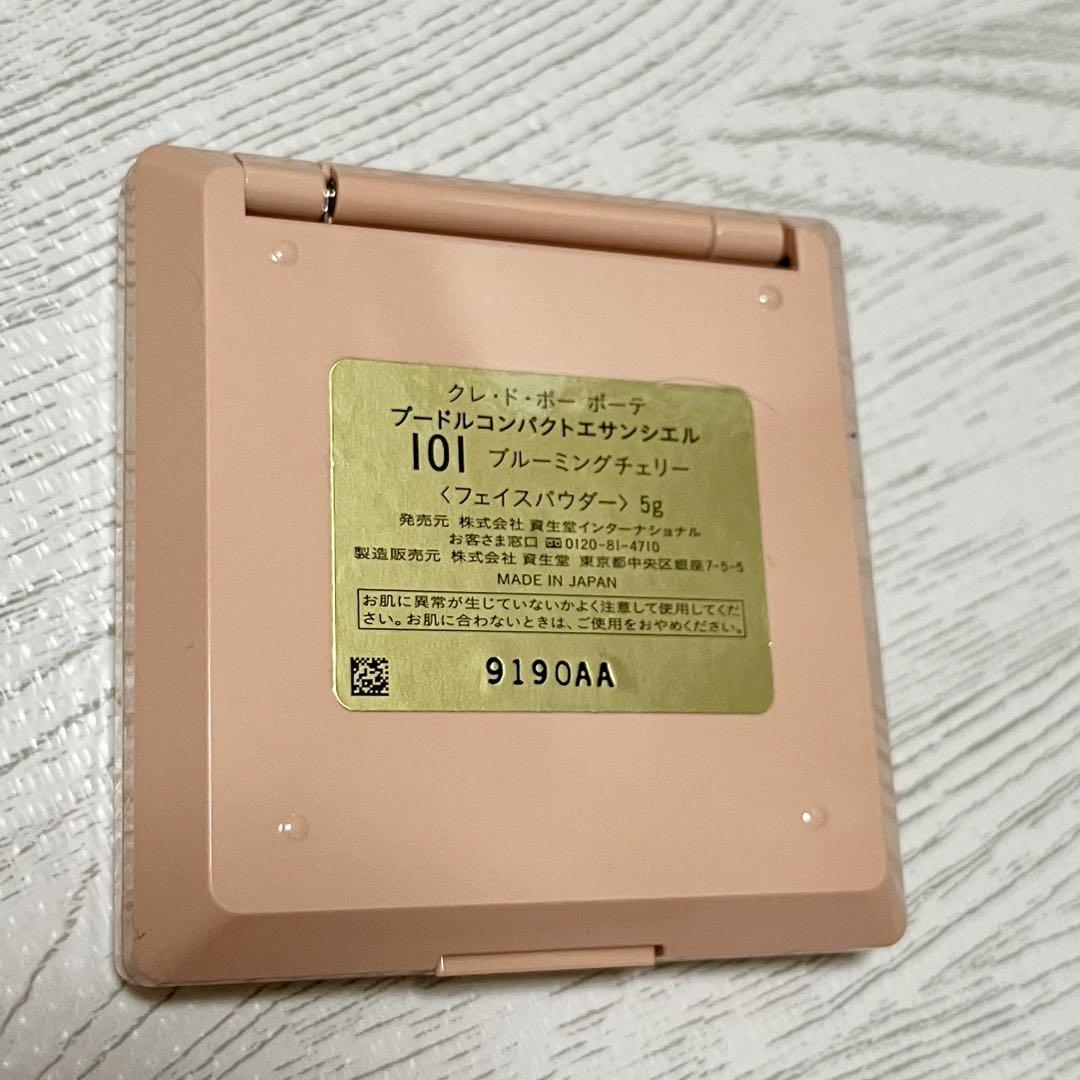 クレ・ド・ポー ボーテ
プードルコンパクトエサンシエル
101 ブルーミングチェリー
〈フェイスパウダー〉5g
発売元 株式会社 資生堂インターナショナル
お客さま窓口 0120-81-4710
製造販売元 株式会社 資生堂 東京都中央区銀座7-5-5
MADE IN JAPAN
お肌に異常が生じていないかよく注意して使用してくだ
さい。お肌に合わないときは、ご使用をおやめください。
9190AA